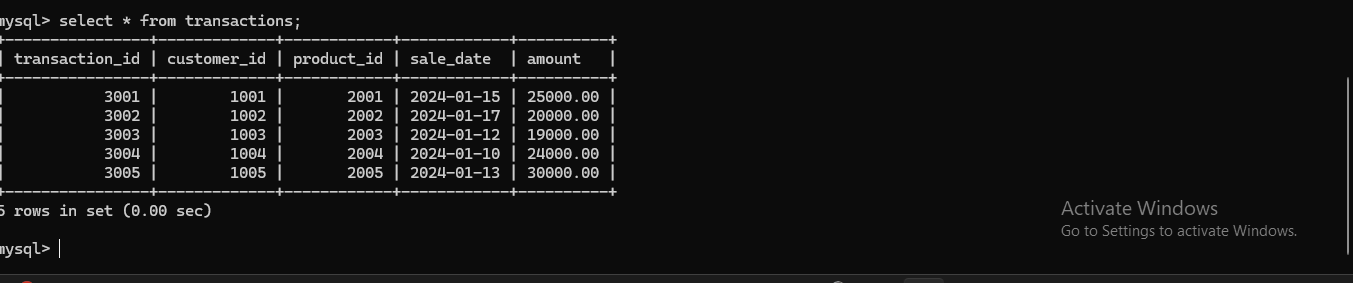 mysql> select * from transactions;
+----------------+-------------+------------+------------+----------+
| transaction_id | customer_id | product_id | sale_date  | amount   |
+----------------+-------------+------------+------------+----------+
|           3001 |        1001 |       2001 | 2024-01-15 | 25000.00 |
|           3002 |        1002 |       2002 | 2024-01-17 | 20000.00 |
|           3003 |        1003 |       2003 | 2024-01-12 | 19000.00 |
|           3004 |        1004 |       2004 | 2024-01-10 | 24000.00 |
|           3005 |        1005 |       2005 | 2024-01-13 | 30000.00 |
+----------------+-------------+------------+------------+----------+
5 rows in set (0.00 sec)
mysql>
Activate Windows
Go to Settings to activate Windows.